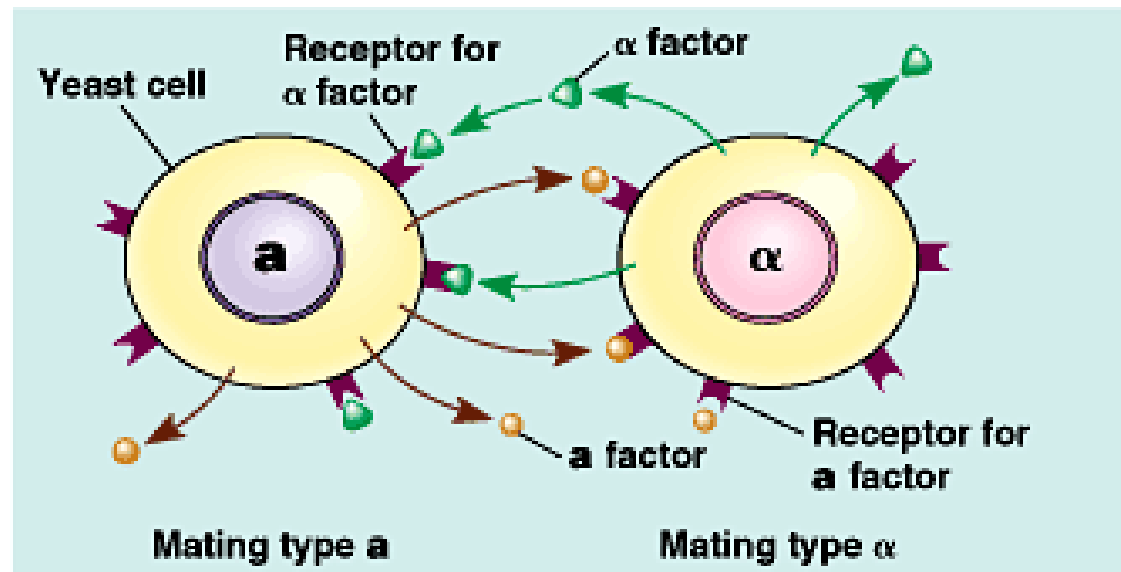 Receptor for
α factor
α factor
Yeast cell
a
α
a factor
Receptor for
a factor
Mating type a
Mating type α